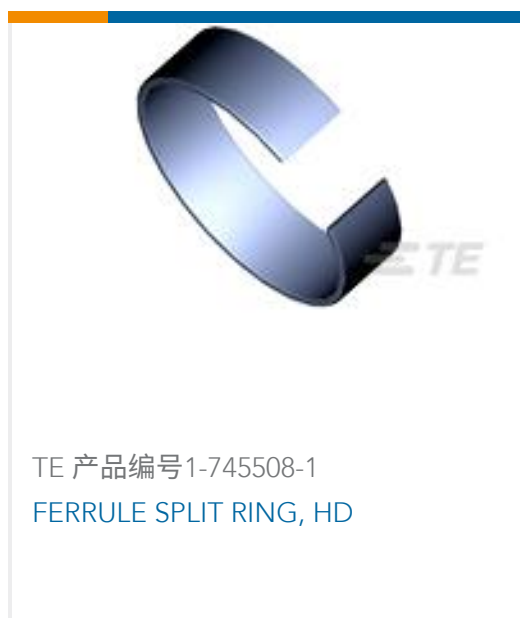 TE
TE 产品编号1-745508-1
FERRULE SPLIT RING, HD